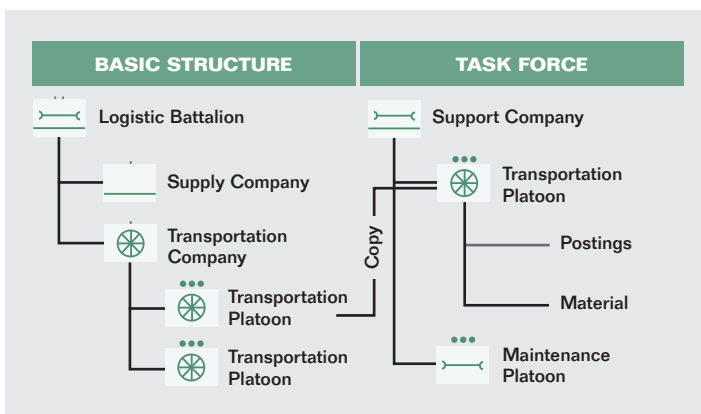 BASIC STRUCTURE
TASK FORCE
Logistic Battalion
Supply Company
Transportation
Company
Transportation
Platoon
Transportation
Platoon
Copy
Support Company
Transportation
Platoon
Postings
Material
Maintenance
Platoon